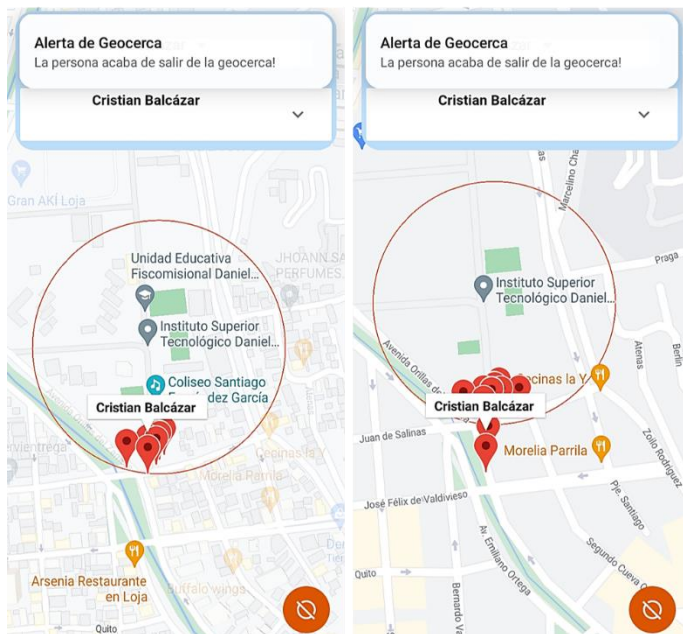 Alerta de Geocerca
La persona acaba de salir de la geocerca!
Cristian Balcázar
Gran AKÍ Loja
Unidad Educativa
Fiscomisional Daniel...
JHOANN SA
PERFUMES.
Instituto Superior
Tecnológico Daniel...
Coliseo Santiago
Fernández García
Cristian Balcázar
ervientrega
Cecinas la Y
Morelia Parrila
Arsenia Restaurante
en Loja
Buffalo wings
Quito
Alerta de Geocerca
La persona acaba de salir de la geocerca!
Cristian Balcázar
Marcelino Cha
Praga
Instituto Superior
Tecnológico Daniel...
Avenida Orillas del
Atenas
Berlín
Cecinas la Y
Cristian Balcázar
Juan de Salinas
Morelia Parrila
Zoilo Rodríguez
José Félix de Valdivieso
Pje. Santiago
Av. Emiliano Ortega
Segundo Cueva C
Quito
Bernardo Va